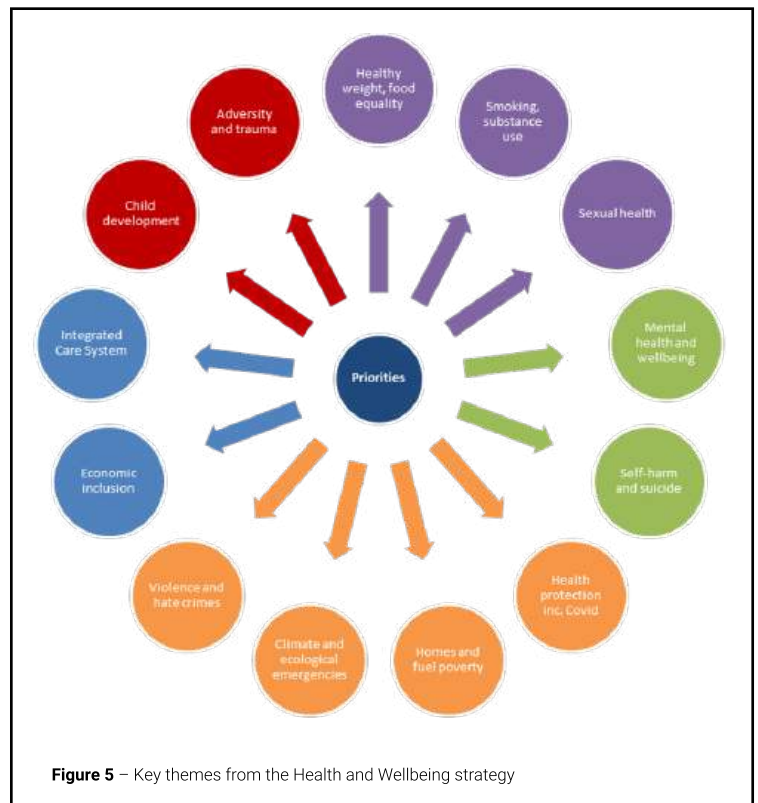 Healthy
weight, food
equality
Smoking,
substance
use
Sexual health
Mental
health and
wellbeing
Self-harm
and suicide
Health
protection
inc. Covid
Homes and
fuel poverty
Climate and
ecological
emergencies
Violence and
hate crimes
Economic
inclusion
Integrated
Care System
Child
development
Adversity
and trauma
Priorities
Figure 5 – Key themes from the Health and Wellbeing strategy